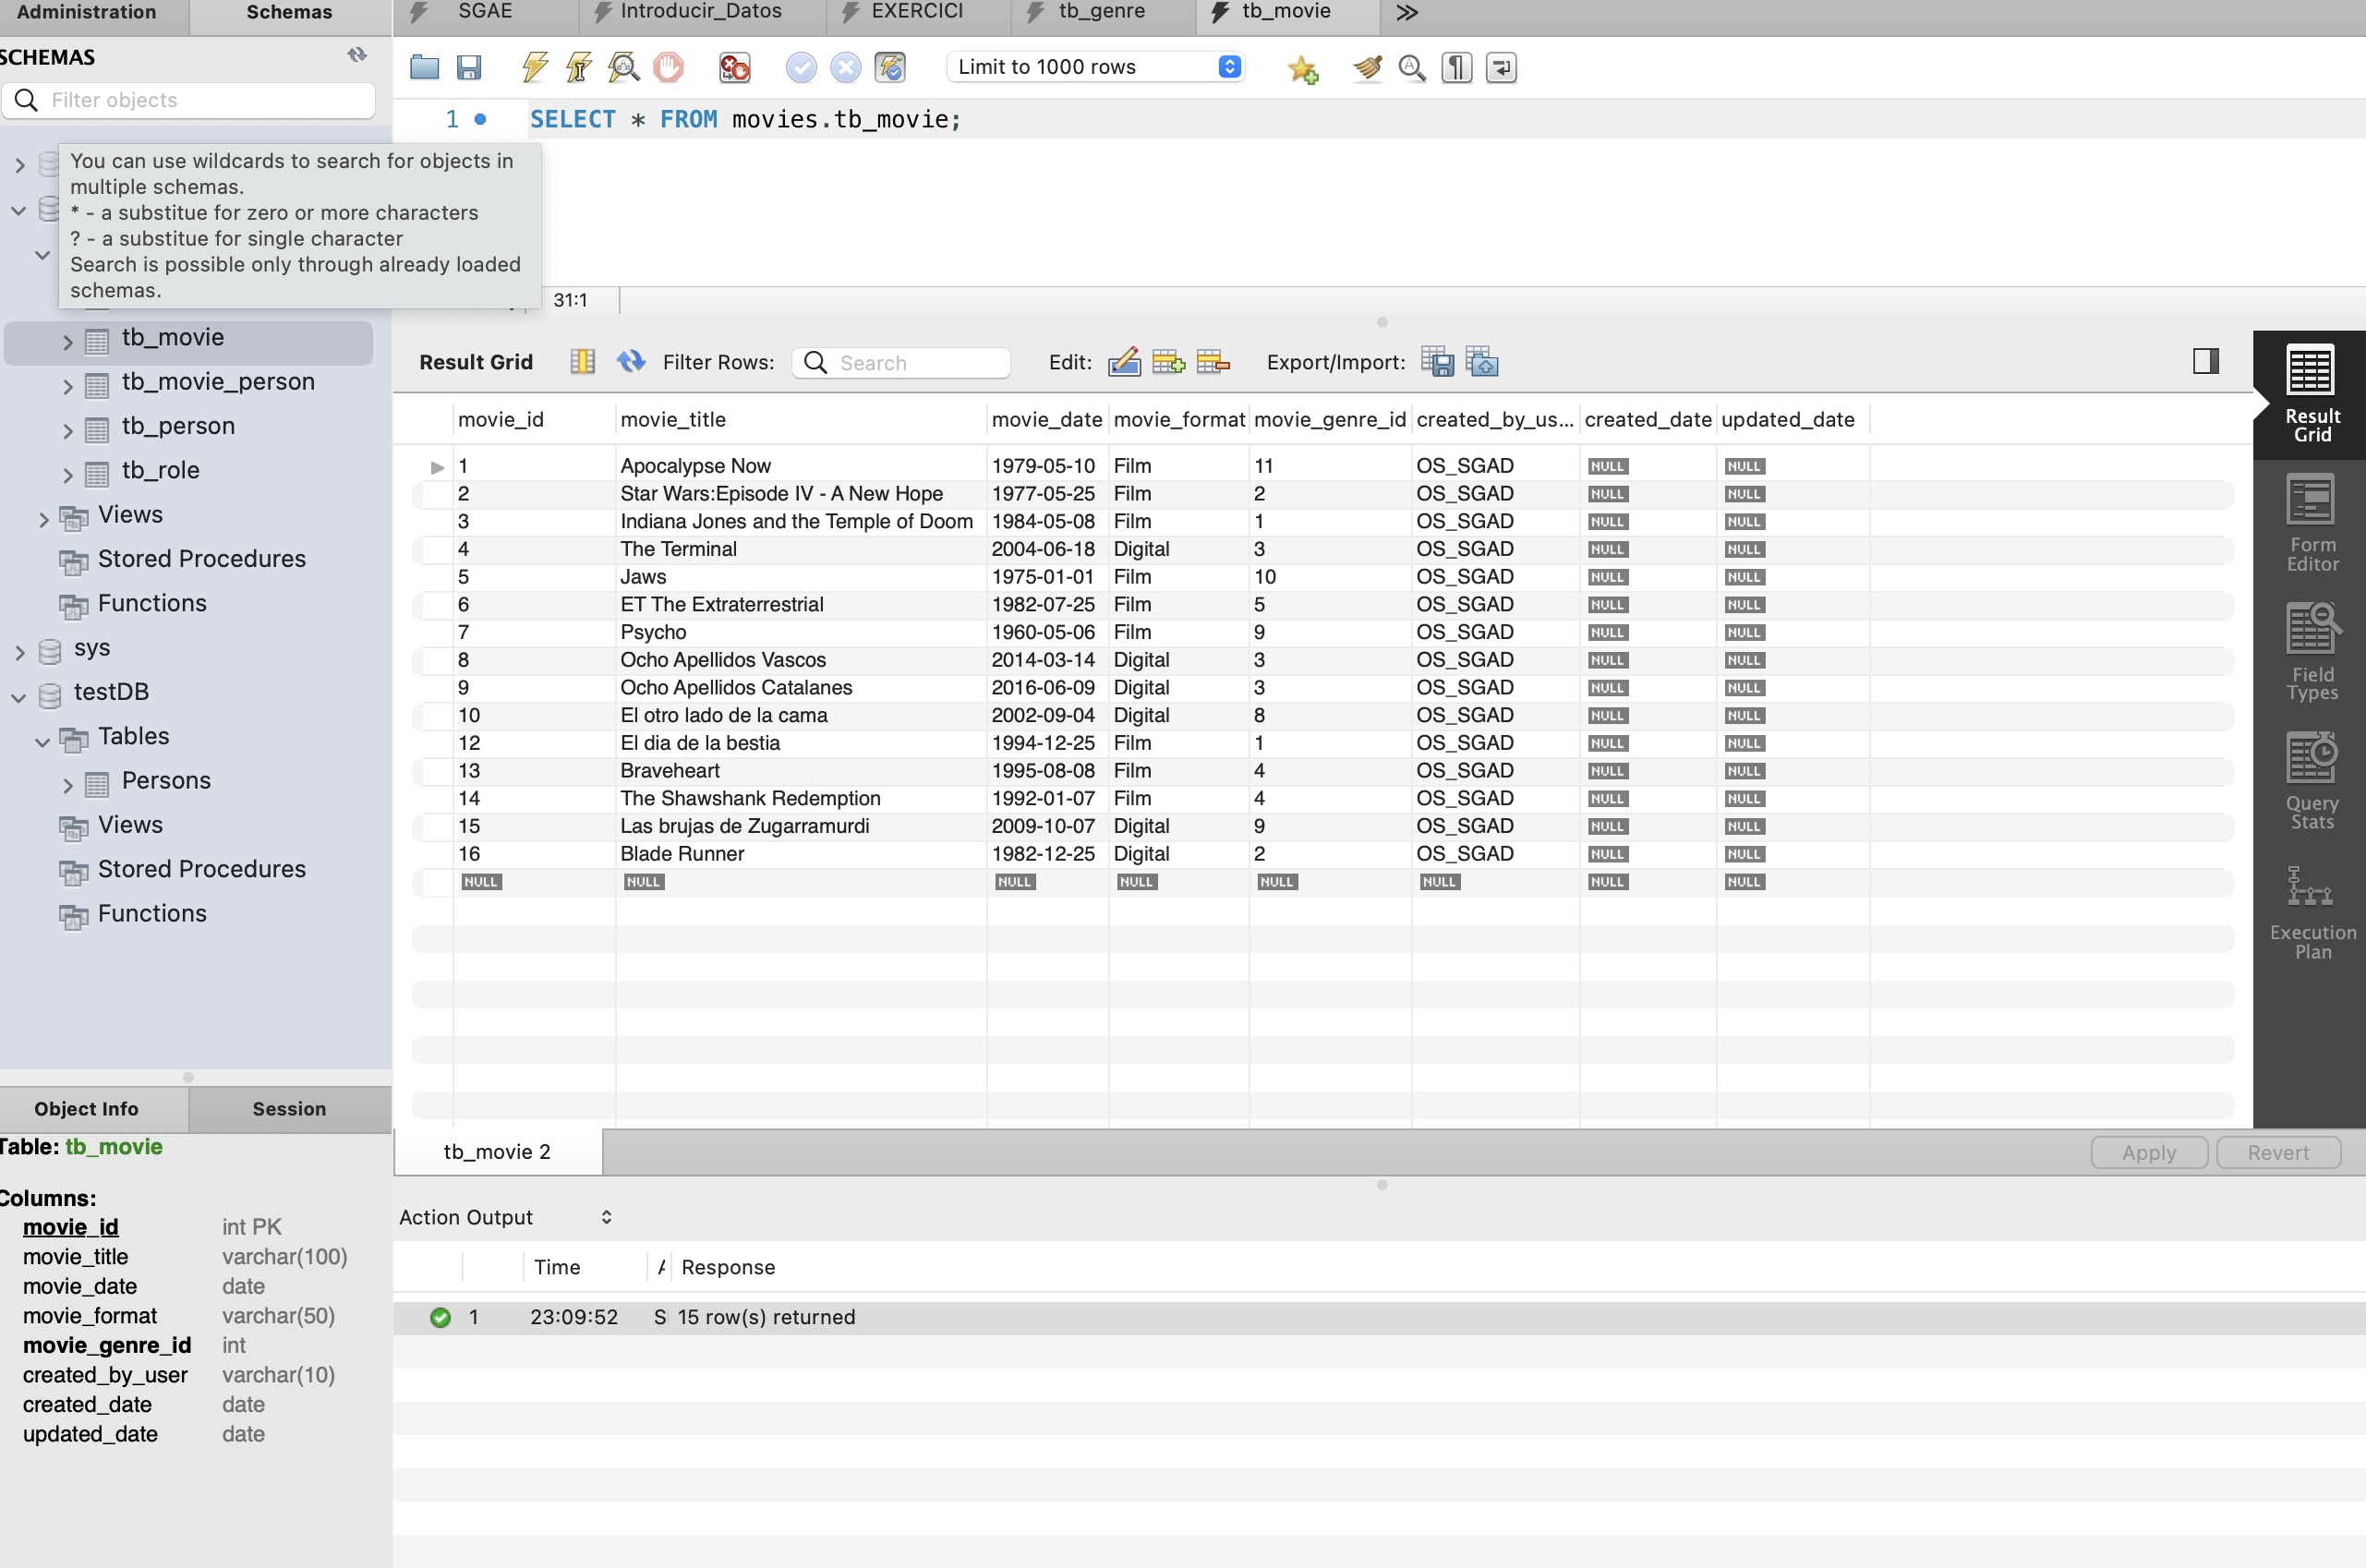 Administration Schemas SGAE Introducir_Datos EXERCICI tb_genre tb_movie
SCHEMAS
Limit to 1000 rows
Filter objects
1 SELECT * FROM movies.tb_movie;
You can use wildcards to search for objects in
multiple schemas.
* - a substitue for zero or more characters
? - a substitue for single character
Search is possible only through already loaded
schemas.
31:1
tb_movie
tb_movie_person
tb_person
tb_role
Views
Stored Procedures
Functions
sys
testDB
Tables
Persons
Views
Stored Procedures
Functions
Result Grid Filter Rows: Search Edit: Export/Import:
movie_id movie_title movie_date movie_format movie_genre_id created_by_us... created_date updated_date
1 Apocalypse Now 1979-05-10 Film 11 OS_SGAD NULL NULL
2 Star Wars:Episode IV - A New Hope 1977-05-25 Film 2 OS_SGAD NULL NULL
3 Indiana Jones and the Temple of Doom 1984-05-08 Film 1 OS_SGAD NULL NULL
4 The Terminal 2004-06-18 Digital 3 OS_SGAD NULL NULL
5 Jaws 1975-01-01 Film 10 OS_SGAD NULL NULL
6 ET The Extraterrestrial 1982-07-25 Film 5 OS_SGAD NULL NULL
7 Psycho 1960-05-06 Film 9 OS_SGAD NULL NULL
8 Ocho Apellidos Vascos 2014-03-14 Digital 3 OS_SGAD NULL NULL
9 Ocho Apellidos Catalanes 2016-06-09 Digital 3 OS_SGAD NULL NULL
10 El otro lado de la cama 2002-09-04 Digital 8 OS_SGAD NULL NULL
12 El dia de la bestia 1994-12-25 Film 1 OS_SGAD NULL NULL
13 Braveheart 1995-08-08 Film 4 OS_SGAD NULL NULL
14 The Shawshank Redemption 1992-01-07 Film 4 OS_SGAD NULL NULL
15 Las brujas de Zugarramurdi 2009-10-07 Digital 9 OS_SGAD NULL NULL
16 Blade Runner 1982-12-25 Digital 2 OS_SGAD NULL NULL
NULL NULL NULL NULL NULL NULL NULL NULL
Result
Grid
Form
Editor
Field
Types
Query
Stats
Execution
Plan
tb_movie 2 Apply Revert
Object Info Session
Table: tb_movie
Columns:
movie_id int PK
movie_title varchar(100)
movie_date date
movie_format varchar(50)
movie_genre_id int
created_by_user varchar(10)
created_date date
updated_date date
Action Output
Time A Response
1 23:09:52 S 15 row(s) returned